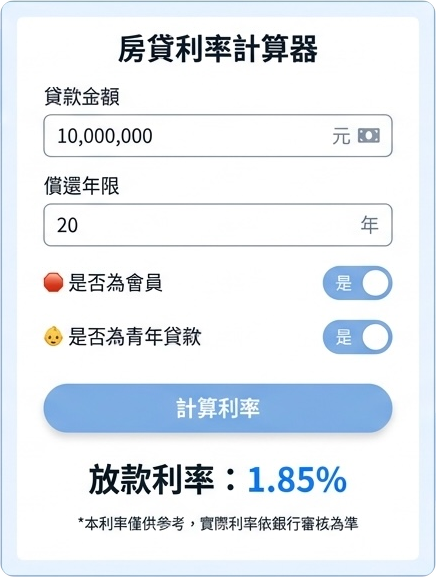 房貸利率計算器
貸款金額
10,000,000 元
償還年限
20 年
是否為會員 是
是否為青年貸款 是
計算利率
放款利率：1.85%
*本利率僅供參考，實際利率依銀行審核為準